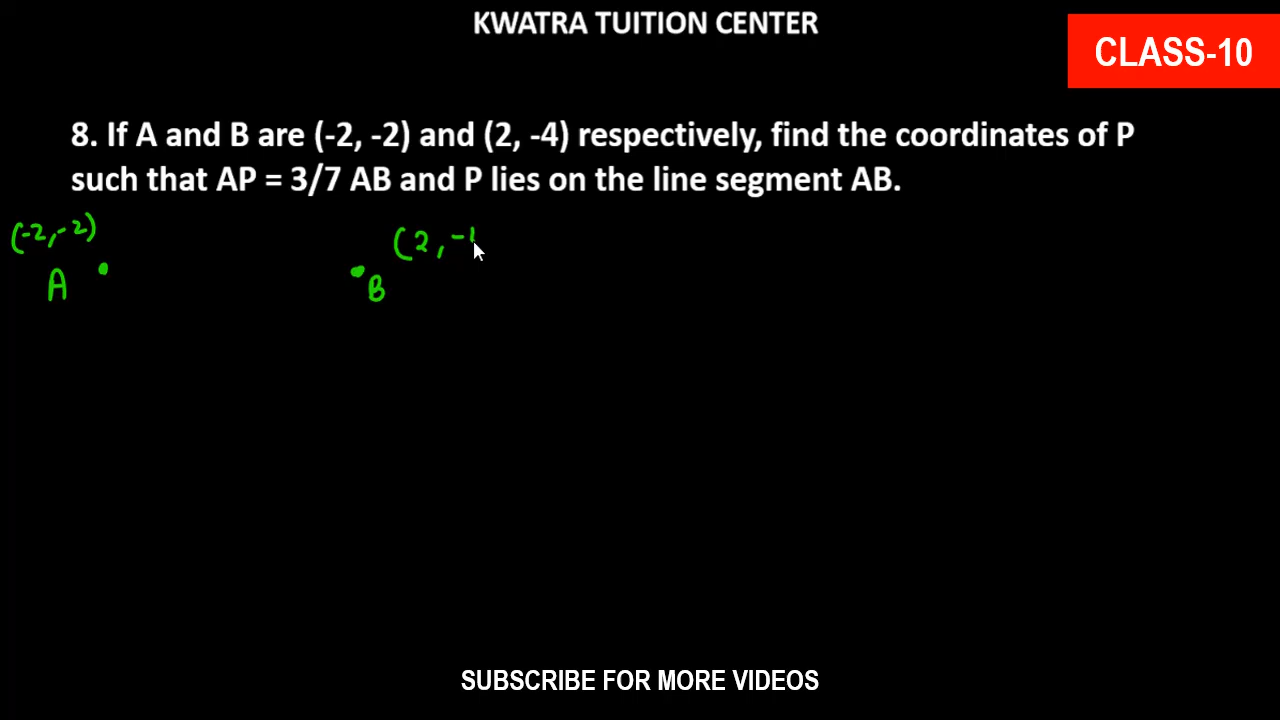 KWATRA TUITION CENTER
CLASS-10
8. If A and B are (-2, -2) and (2, -4) respectively, find the coordinates of P
such that AP = 3/7 AB and P lies on the line segment AB.
(-2,-2)
(2,-
A
B
SUBSCRIBE FOR MORE VIDEOS